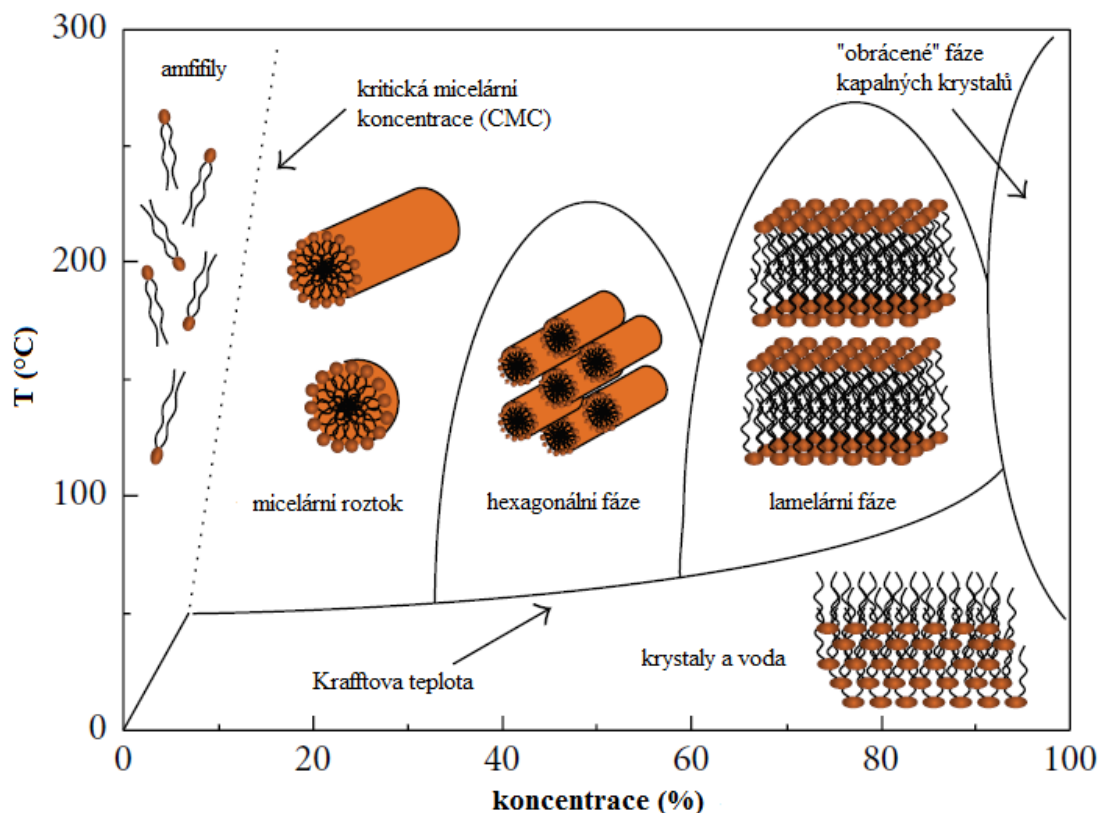 300
200
100
0
T (°C)
amfifily
kritická micelární
koncentrace (CMC)
"obrácené" fáze
kapalných krystalů
micelární roztok
hexagonální fáze
lamelární fáze
Krafftova teplota
krystaly a voda
0
20
40
60
80
100
koncentrace (%)